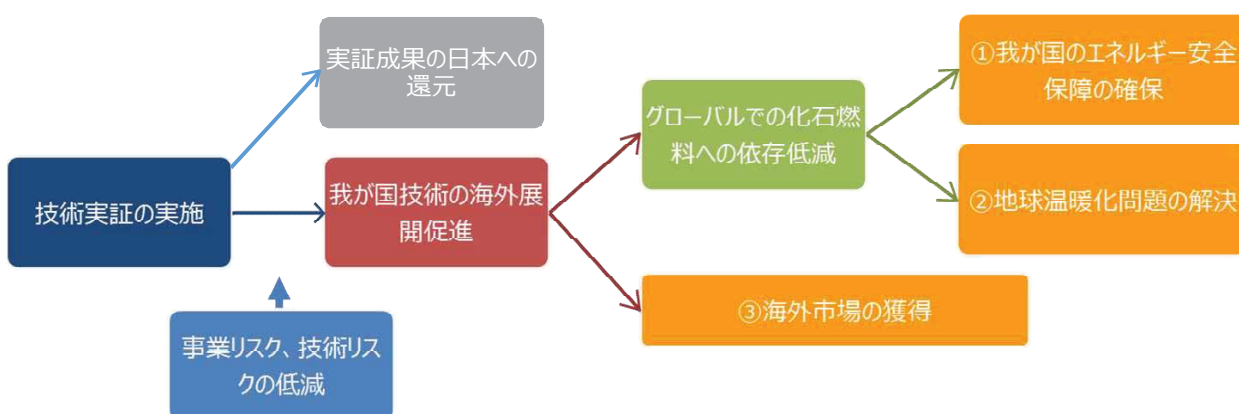 実証成果の日本への
還元
技術実証の実施
我が国技術の海外展
開促進
事業リスク、技術リス
クの低減
グローバルでの化石燃
料への依存低減
①我が国のエネルギー安全
保障の確保
②地球温暖化問題の解決
③海外市場の獲得